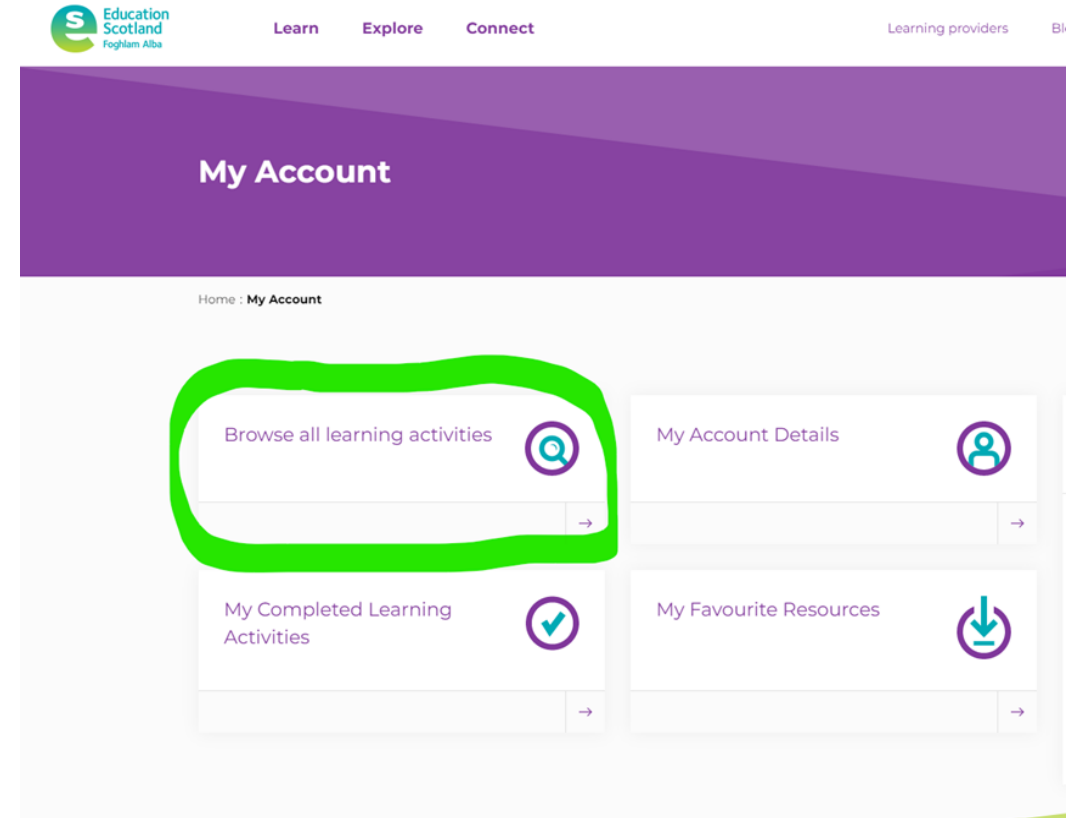 Education
Scotland
Foghlam Alba
Learn Explore Connect Learning providers
My Account
Home : My Account
Browse all learning activities
My Account Details
My Completed Learning
Activities
My Favourite Resources